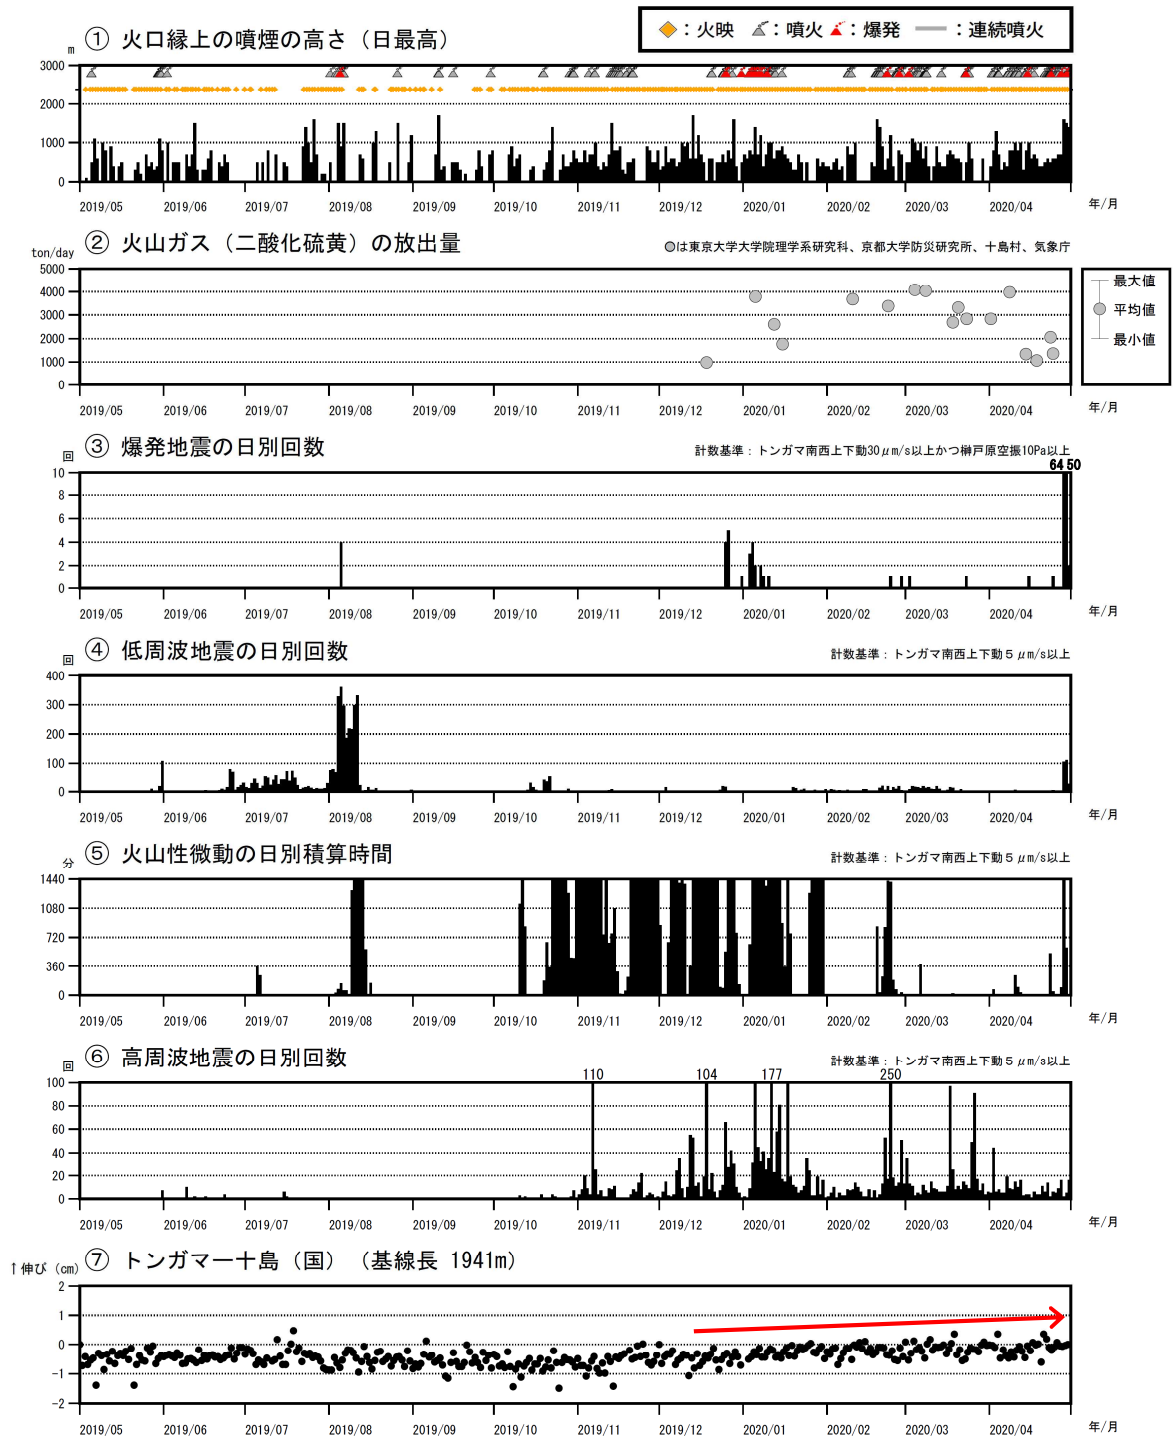 ① 火口縁上の噴煙の高さ（日最高）
：火映 ：噴火 ：爆発 ：連続噴火
m
3000
2000
1000
0
2019/05 2019/06 2019/07 2019/08 2019/09 2019/10 2019/11 2019/12 2020/01 2020/02 2020/03 2020/04 年/月
② 火山ガス（二酸化硫黄）の放出量
●は東京大学大学院理学系研究科、京都大学防災研究所、十島村、気象庁
ton/day
5000
4000
3000
2000
1000
0
最大値
平均値
最小値
2019/05 2019/06 2019/07 2019/08 2019/09 2019/10 2019/11 2019/12 2020/01 2020/02 2020/03 2020/04 年/月
③ 爆発地震の日別回数
計数基準：トンガマ南西上下動30μm/s以上かつ榊戸原空振10Pa以上
回
64 50
10
8
6
4
2
0
2019/05 2019/06 2019/07 2019/08 2019/09 2019/10 2019/11 2019/12 2020/01 2020/02 2020/03 2020/04 年/月
④ 低周波地震の日別回数
計数基準：トンガマ南西上下動５μm/s以上
回
400
300
200
100
0
2019/05 2019/06 2019/07 2019/08 2019/09 2019/10 2019/11 2019/12 2020/01 2020/02 2020/03 2020/04 年/月
⑤ 火山性微動の日別積算時間
計数基準：トンガマ南西上下動５μm/s以上
分
1440
1080
720
360
0
2019/05 2019/06 2019/07 2019/08 2019/09 2019/10 2019/11 2019/12 2020/01 2020/02 2020/03 2020/04 年/月
⑥ 高周波地震の日別回数
計数基準：トンガマ南西上下動５μm/s以上
回
110 104 177 250
100
80
60
40
20
0
2019/05 2019/06 2019/07 2019/08 2019/09 2019/10 2019/11 2019/12 2020/01 2020/02 2020/03 2020/04 年/月
⑦ トンガマー十島（国）（基線長 1941m）
↑伸び（cm）
2
1
0
-1
-2
2019/05 2019/06 2019/07 2019/08 2019/09 2019/10 2019/11 2019/12 2020/01 2020/02 2020/03 2020/04 年/月